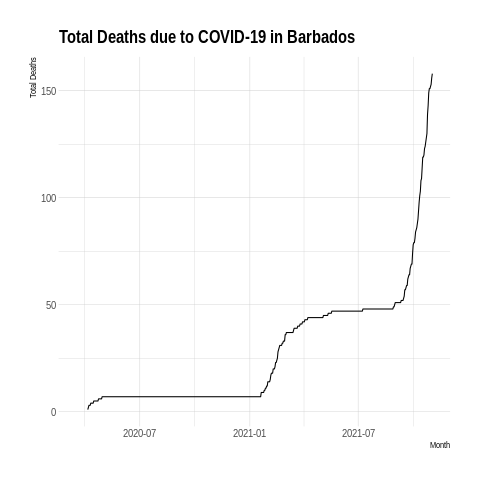 Total Deaths due to COVID-19 in Barbados
Total Deaths
150
100
50
0
2020-07
2021-01
2021-07
Month